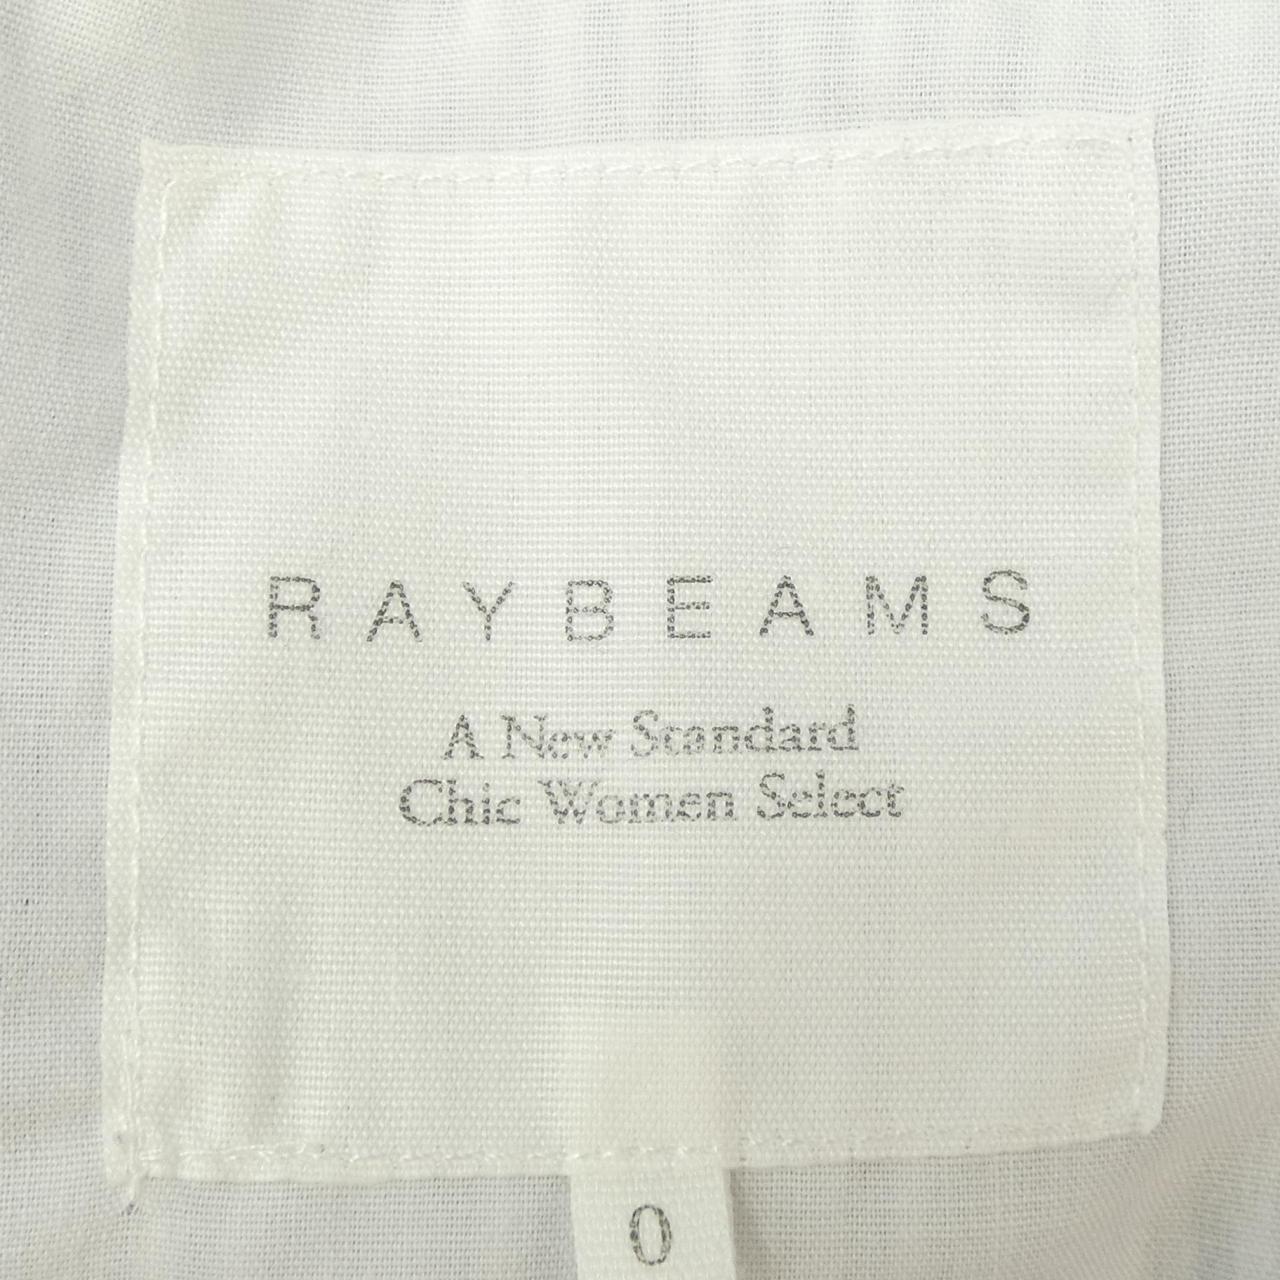 RAYBEAMS
A New Standard
Chic Women Select
0